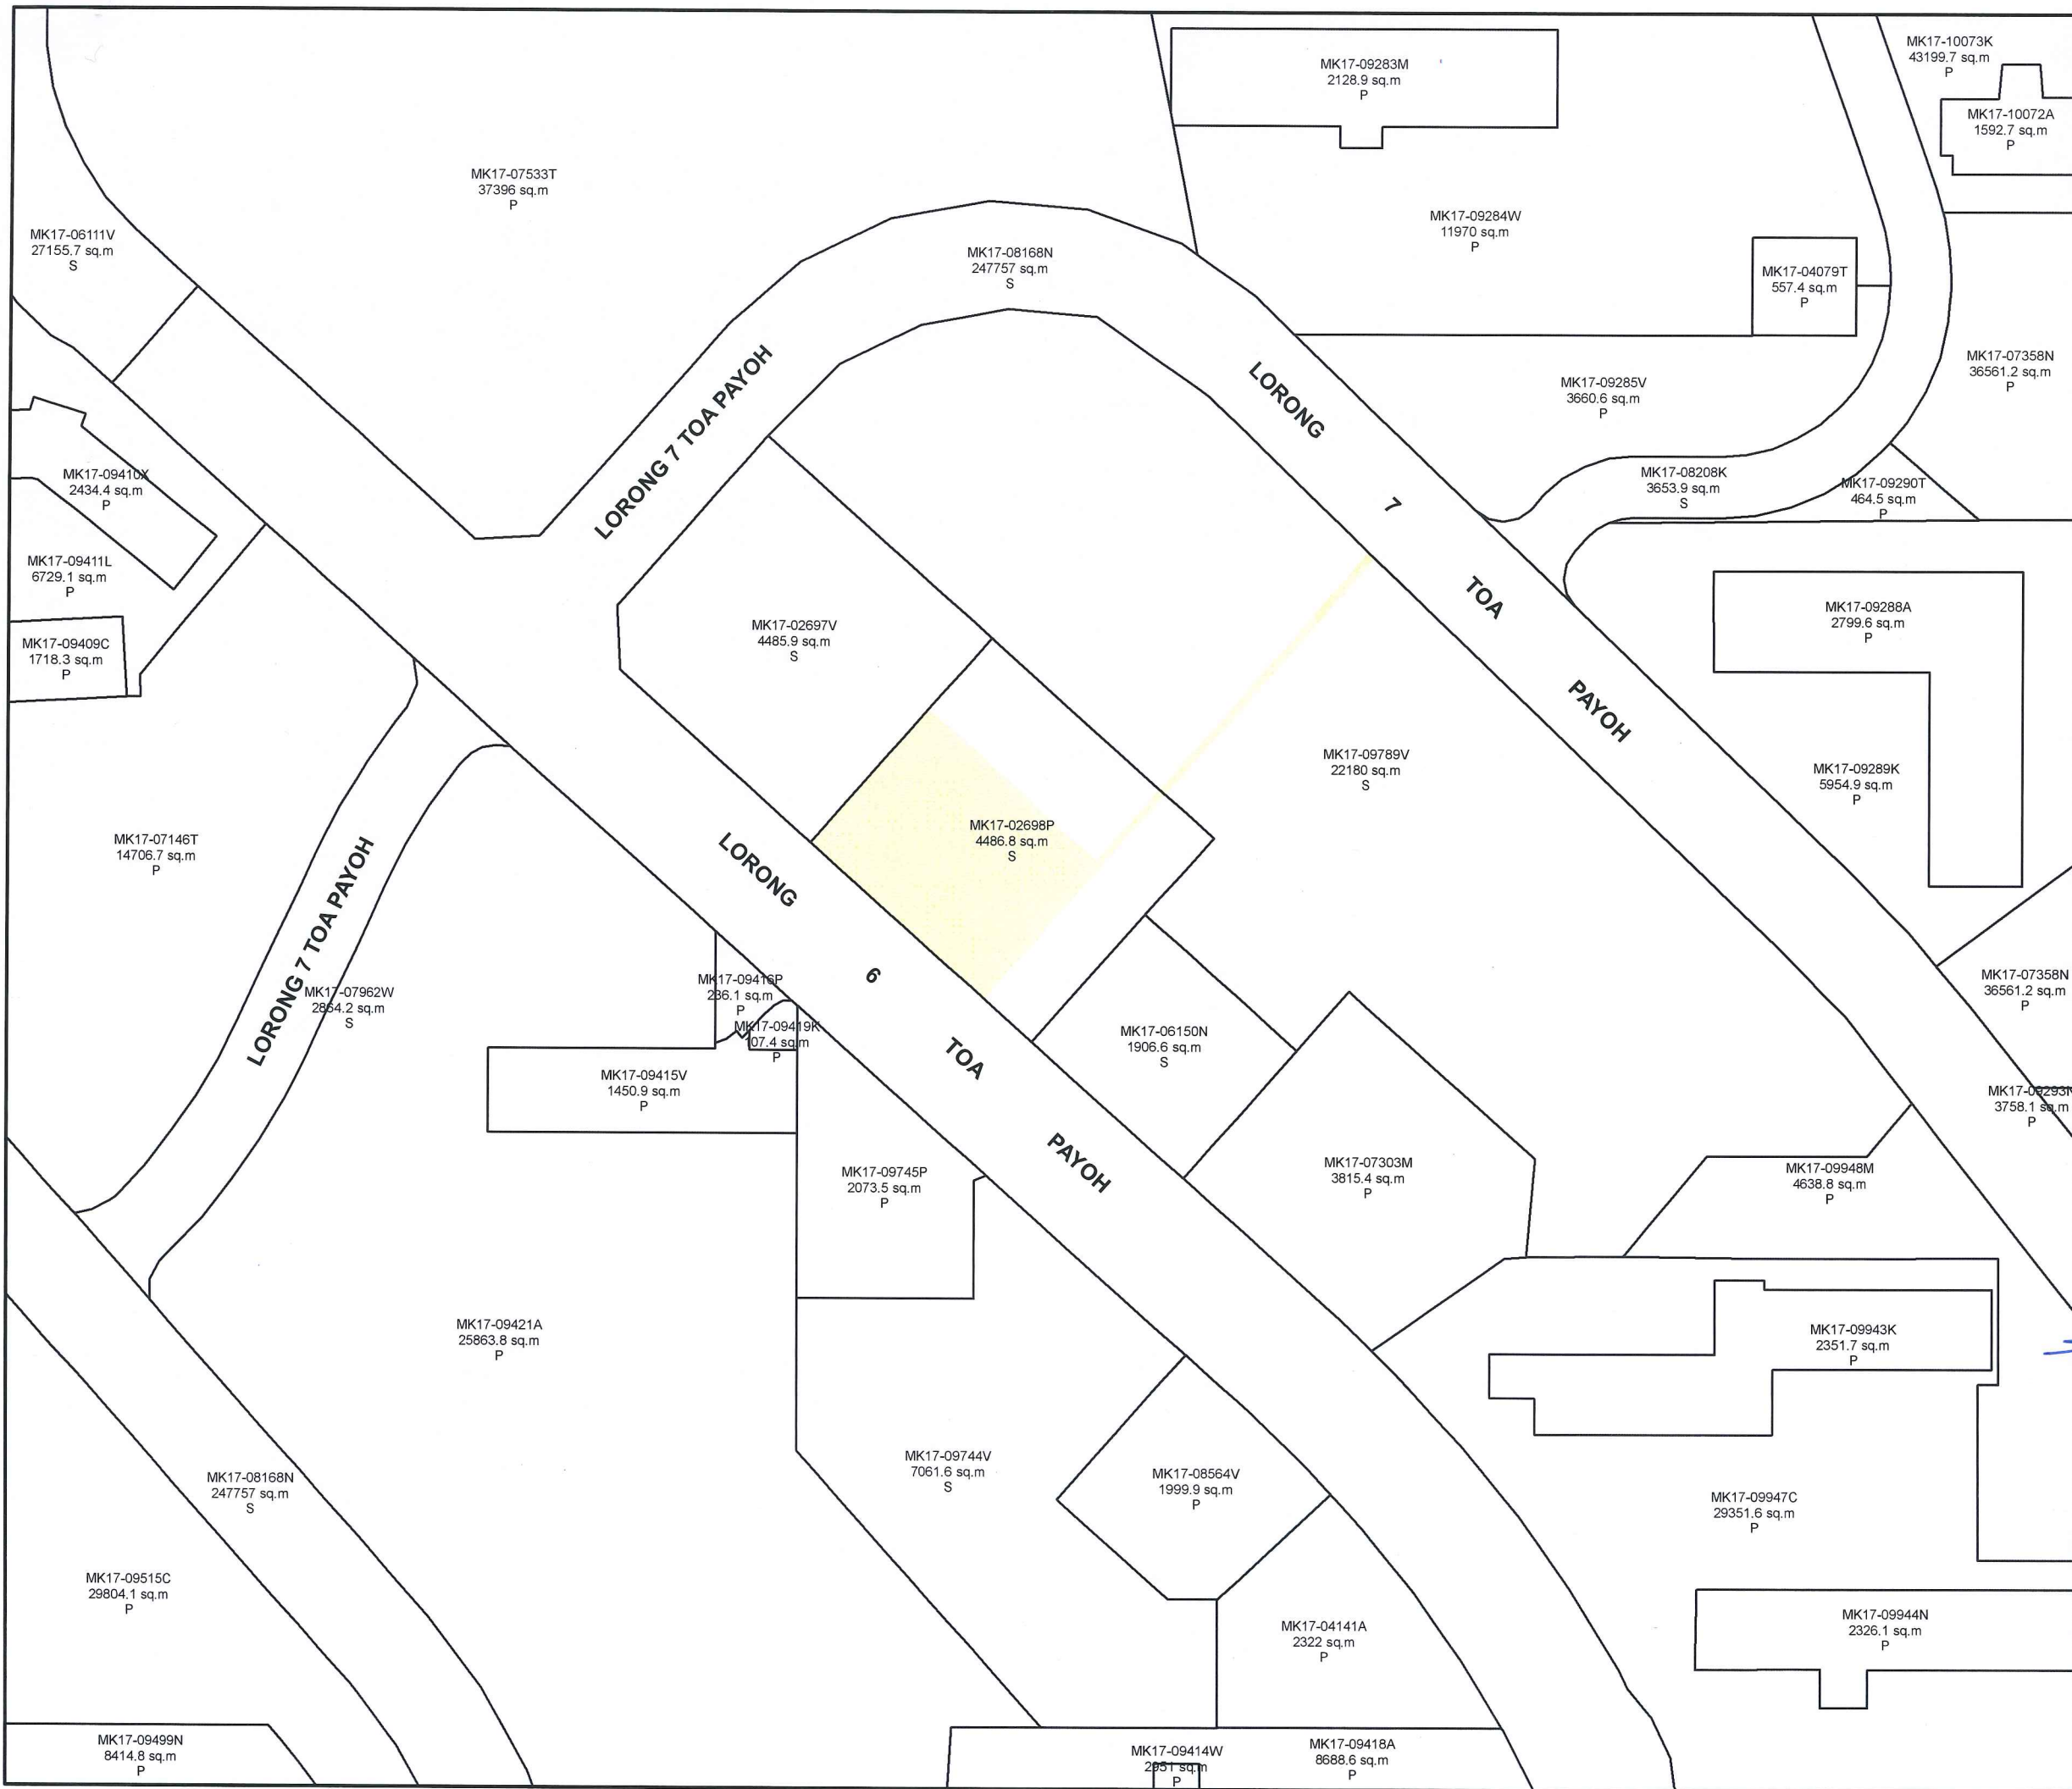 MK17-09283M
2128.9 sq.m
P
MK17-10073K
43199.7 sq.m
P
MK17-10072A
1592.7 sq.m
P
MK17-07533T
37396 sq.m
P
MK17-06111V
27155.7 sq.m
S
MK17-08168N
247757 sq.m
S
MK17-09284W
11970 sq.m
P
MK17-04079T
557.4 sq.m
P
MK17-07358N
36561.2 sq.m
P
MK17-09285V
3660.6 sq.m
P
LORONG 7 TOA PAYOH
LORONG
7
TOA
PAYOH
MK17-09410X
2434.4 sq.m
P
MK17-08208K
3653.9 sq.m
S
MK17-09290T
464.5 sq.m
P
MK17-09411L
6729.1 sq.m
P
MK17-09409C
1718.3 sq.m
P
MK17-02697V
4485.9 sq.m
S
MK17-09288A
2799.6 sq.m
P
MK17-09789V
22180 sq.m
S
MK17-09289K
5954.9 sq.m
P
MK17-07146T
14706.7 sq.m
P
MK17-02698P
4486.8 sq.m
S
LORONG 7 TOA PAYOH
LORONG
6
TOA
PAYOH
MK17-07962W
2864.2 sq.m
S
MK17-09416P
236.1 sq.m
P
MK17-09419K
107.4 sq.m
P
MK17-06150N
1906.6 sq.m
S
MK17-07358N
36561.2 sq.m
P
MK17-09415V
1450.9 sq.m
P
MK17-09293N
3758.1 sq.m
P
MK17-09745P
2073.5 sq.m
P
MK17-07303M
3815.4 sq.m
P
MK17-09948M
4638.8 sq.m
P
MK17-09421A
25863.8 sq.m
P
MK17-09943K
2351.7 sq.m
P
MK17-08168N
247757 sq.m
S
MK17-09744V
7061.6 sq.m
S
MK17-08564V
1999.9 sq.m
P
MK17-09947C
29351.6 sq.m
P
MK17-09515C
29804.1 sq.m
P
MK17-04141A
2322 sq.m
P
MK17-09944N
2326.1 sq.m
P
MK17-09499N
8414.8 sq.m
P
MK17-09414W
2951 sq.m
P
MK17-09418A
8688.6 sq.m
P